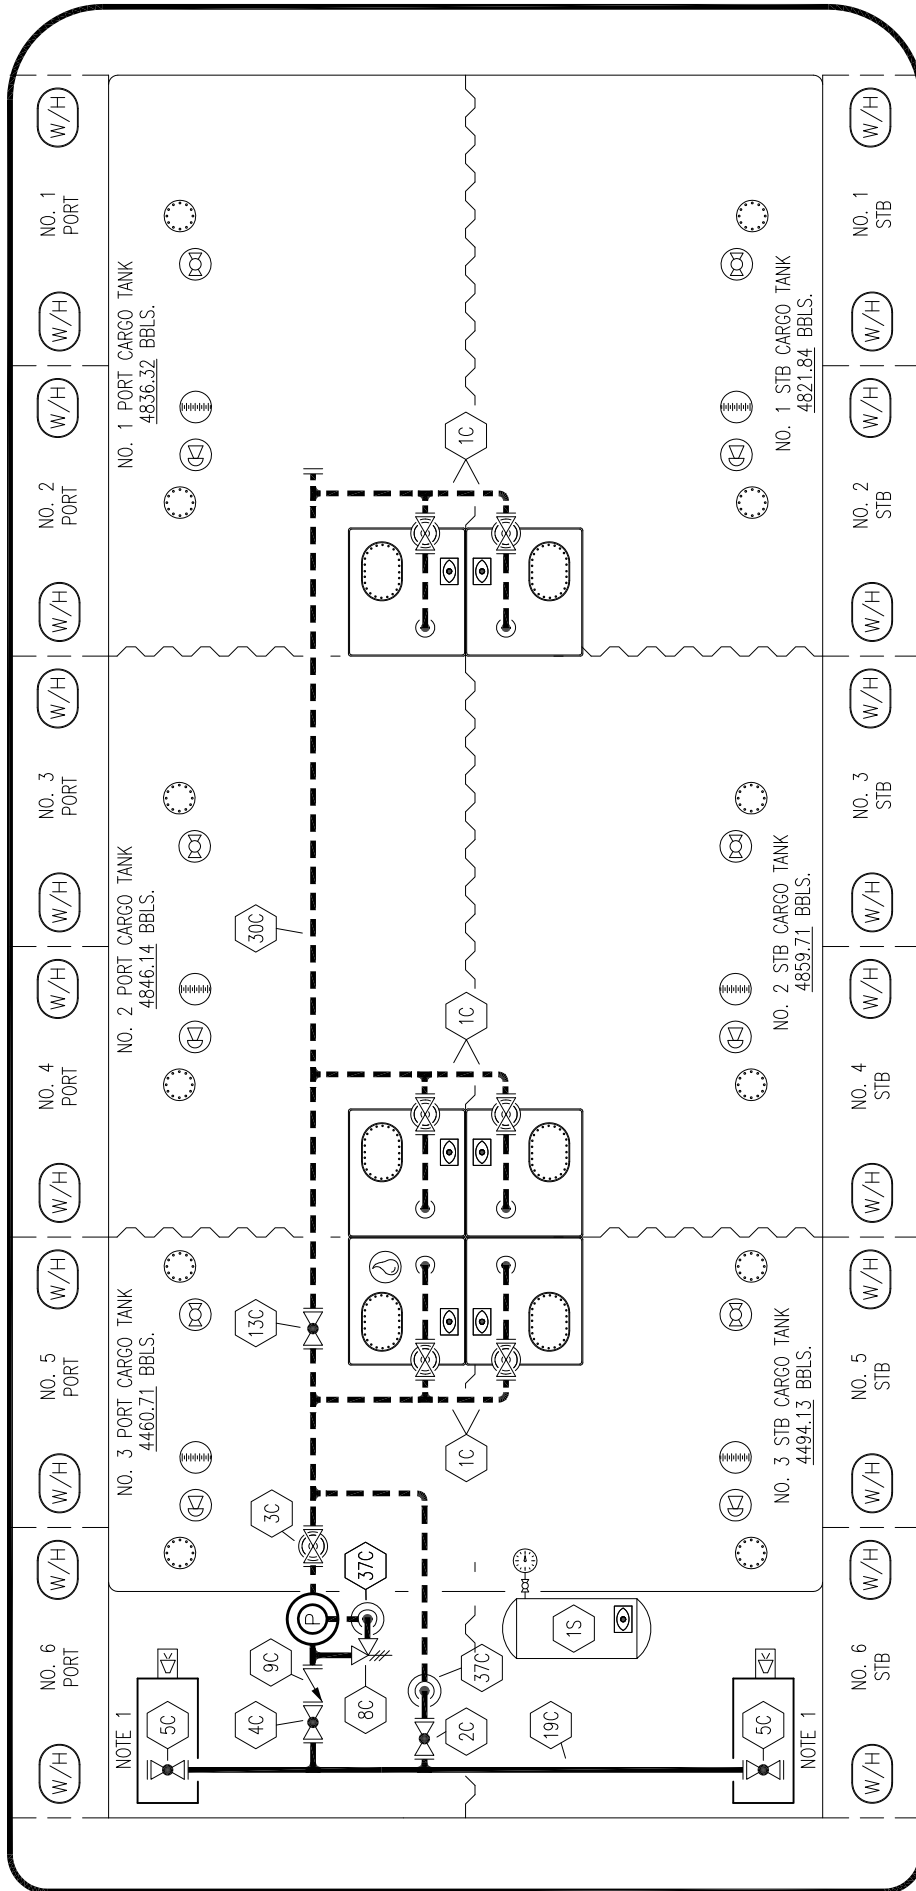 W/H
NO. 1
PORT
W/H
W/H
NO. 2
PORT
W/H
W/H
NO. 3
PORT
W/H
W/H
NO. 4
PORT
W/H
W/H
NO. 5
PORT
W/H
W/H
NO. 6
PORT
W/H
NO. 1 PORT CARGO TANK
4836.32 BBLS.
NO. 2 PORT CARGO TANK
4846.14 BBLS.
NO. 3 PORT CARGO TANK
4460.71 BBLS.
NOTE 1
5C
30C
13C
3C
P
37C
9C
4C
8C
1C
1C
1C
37C
2C
1S
19C
NO. 1 STB CARGO TANK
4821.84 BBLS.
NO. 2 STB CARGO TANK
4859.71 BBLS.
NO. 3 STB CARGO TANK
4494.13 BBLS.
5C
NOTE 1
W/H
NO. 1
STB
W/H
W/H
NO. 2
STB
W/H
W/H
NO. 3
STB
W/H
W/H
NO. 4
STB
W/H
W/H
NO. 5
STB
W/H
W/H
NO. 6
STB
W/H